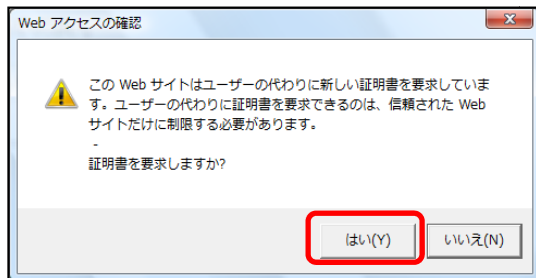 Web アクセスの確認
この Web サイトはユーザーの代わりに新しい証明書を要求していま
す。ユーザーの代わりに証明書を要求できるのは、信頼された Web
サイトだけに制限する必要があります。
-
証明書を要求しますか?
はい(Y) いいえ(N)